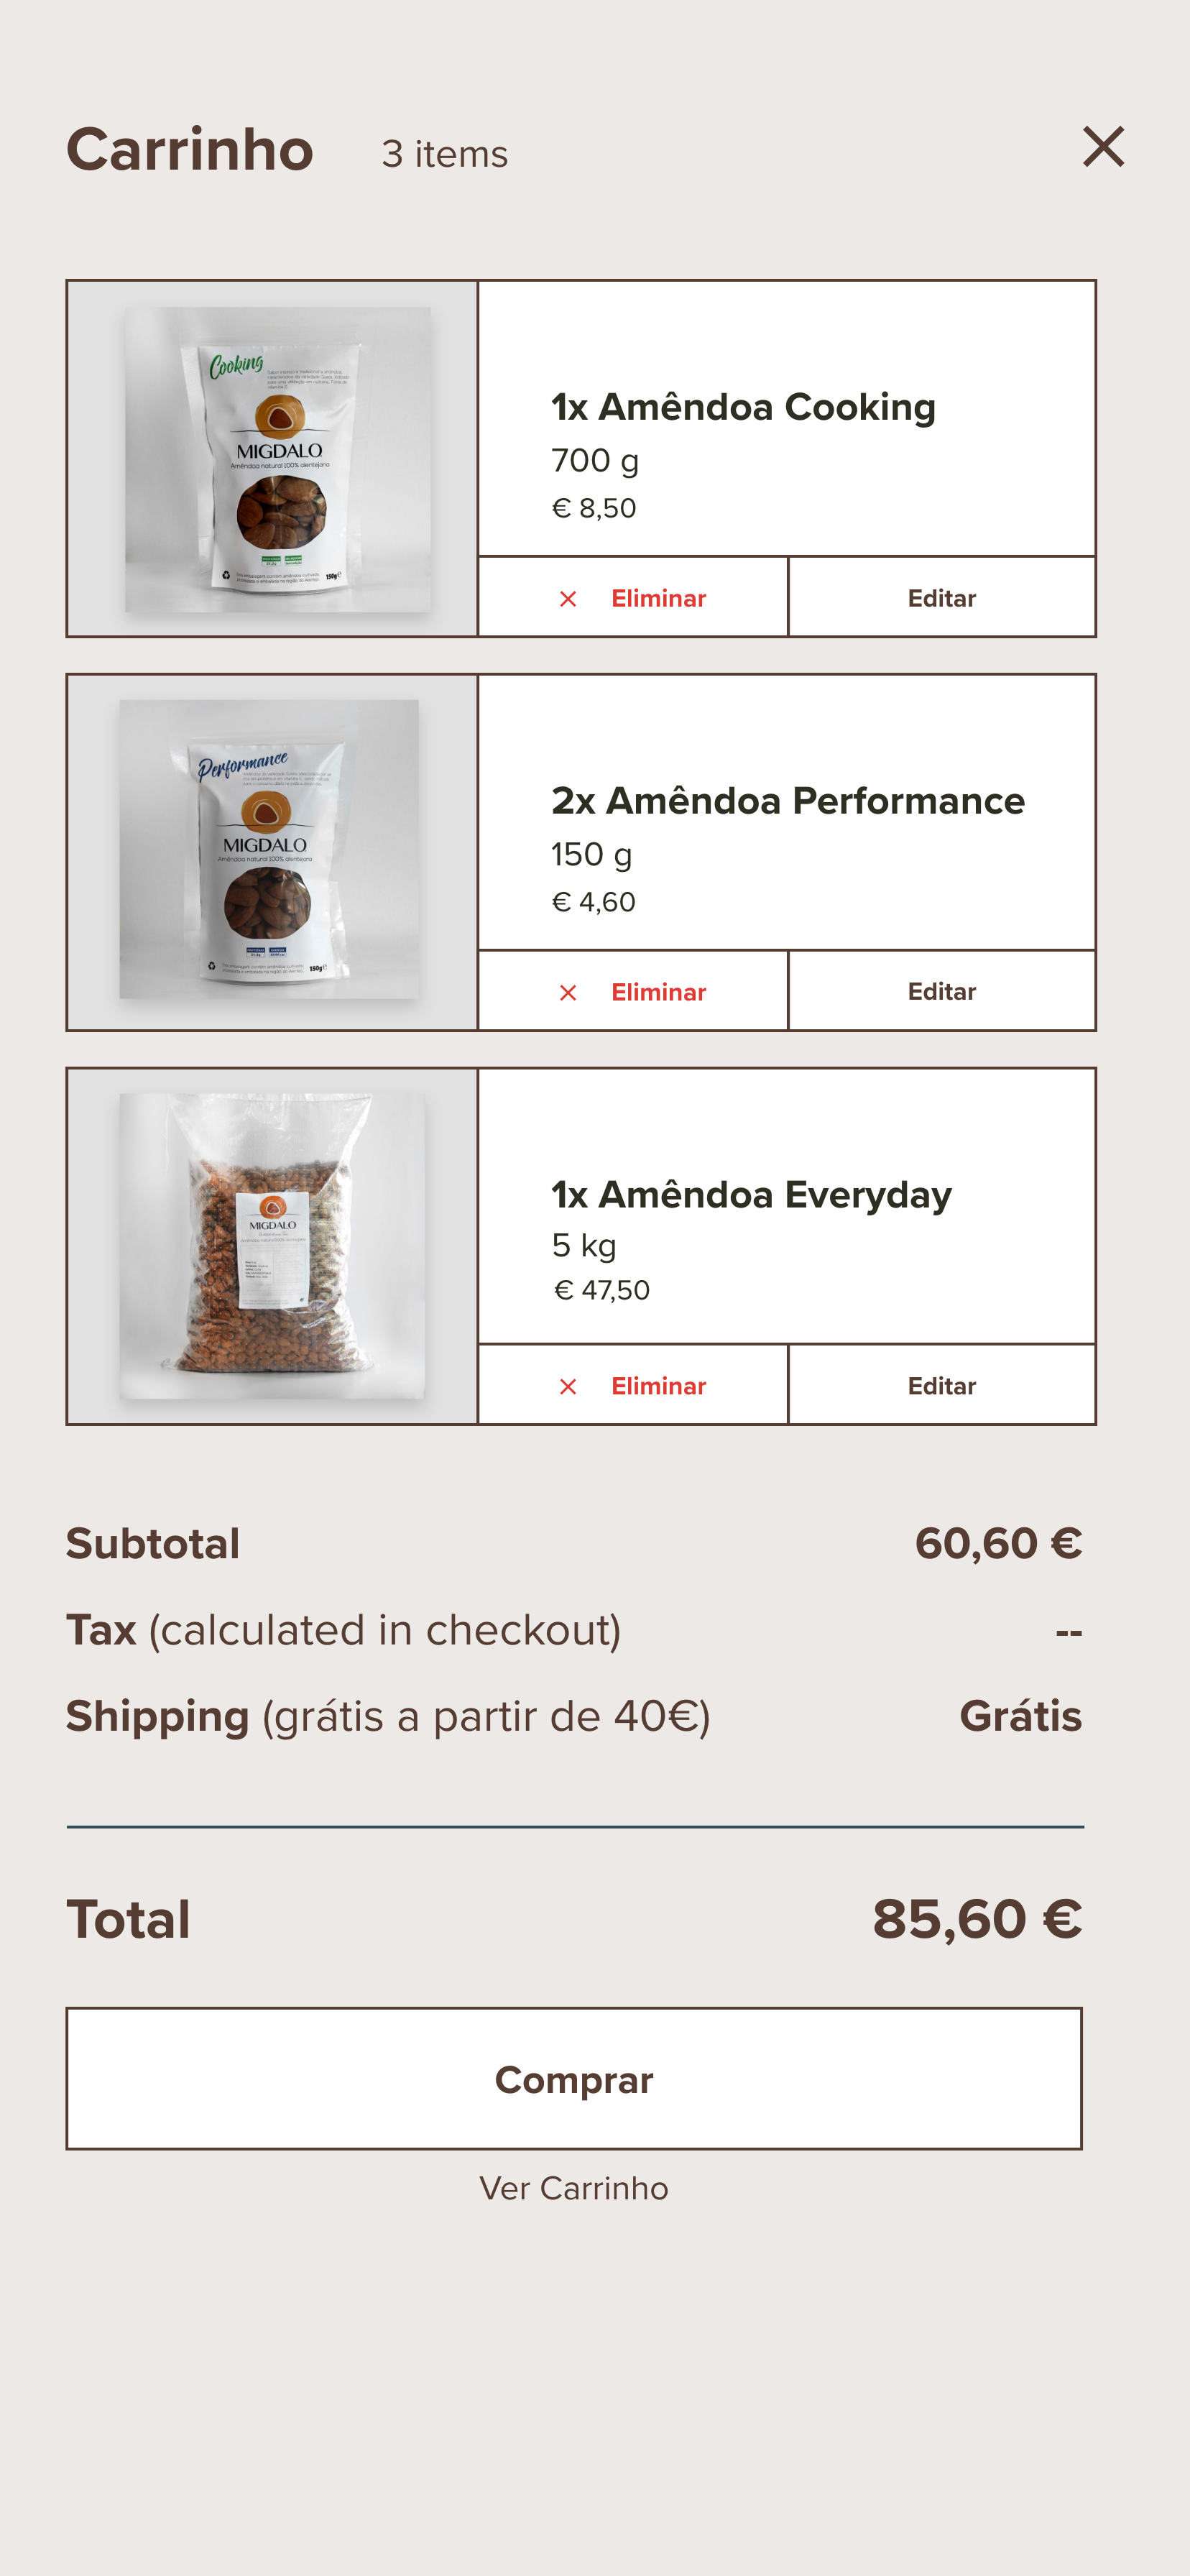 Carrinho 3 items
Cooking
MIGDALO
Amêndoa natural 100% alentejana
150g
1x Amêndoa Cooking
700 g
€ 8,50
Eliminar Editar
Performance
MIGDALO
Amêndoa natural 100% alentejana
150g
2x Amêndoa Performance
150 g
€ 4,60
Eliminar Editar
MIGDALO
1x Amêndoa Everyday
5 kg
€ 47,50
Eliminar Editar
Subtotal 60,60 €
Tax (calculated in checkout) --
Shipping (grátis a partir de 40€) Grátis
Total 85,60 €
Comprar
Ver Carrinho